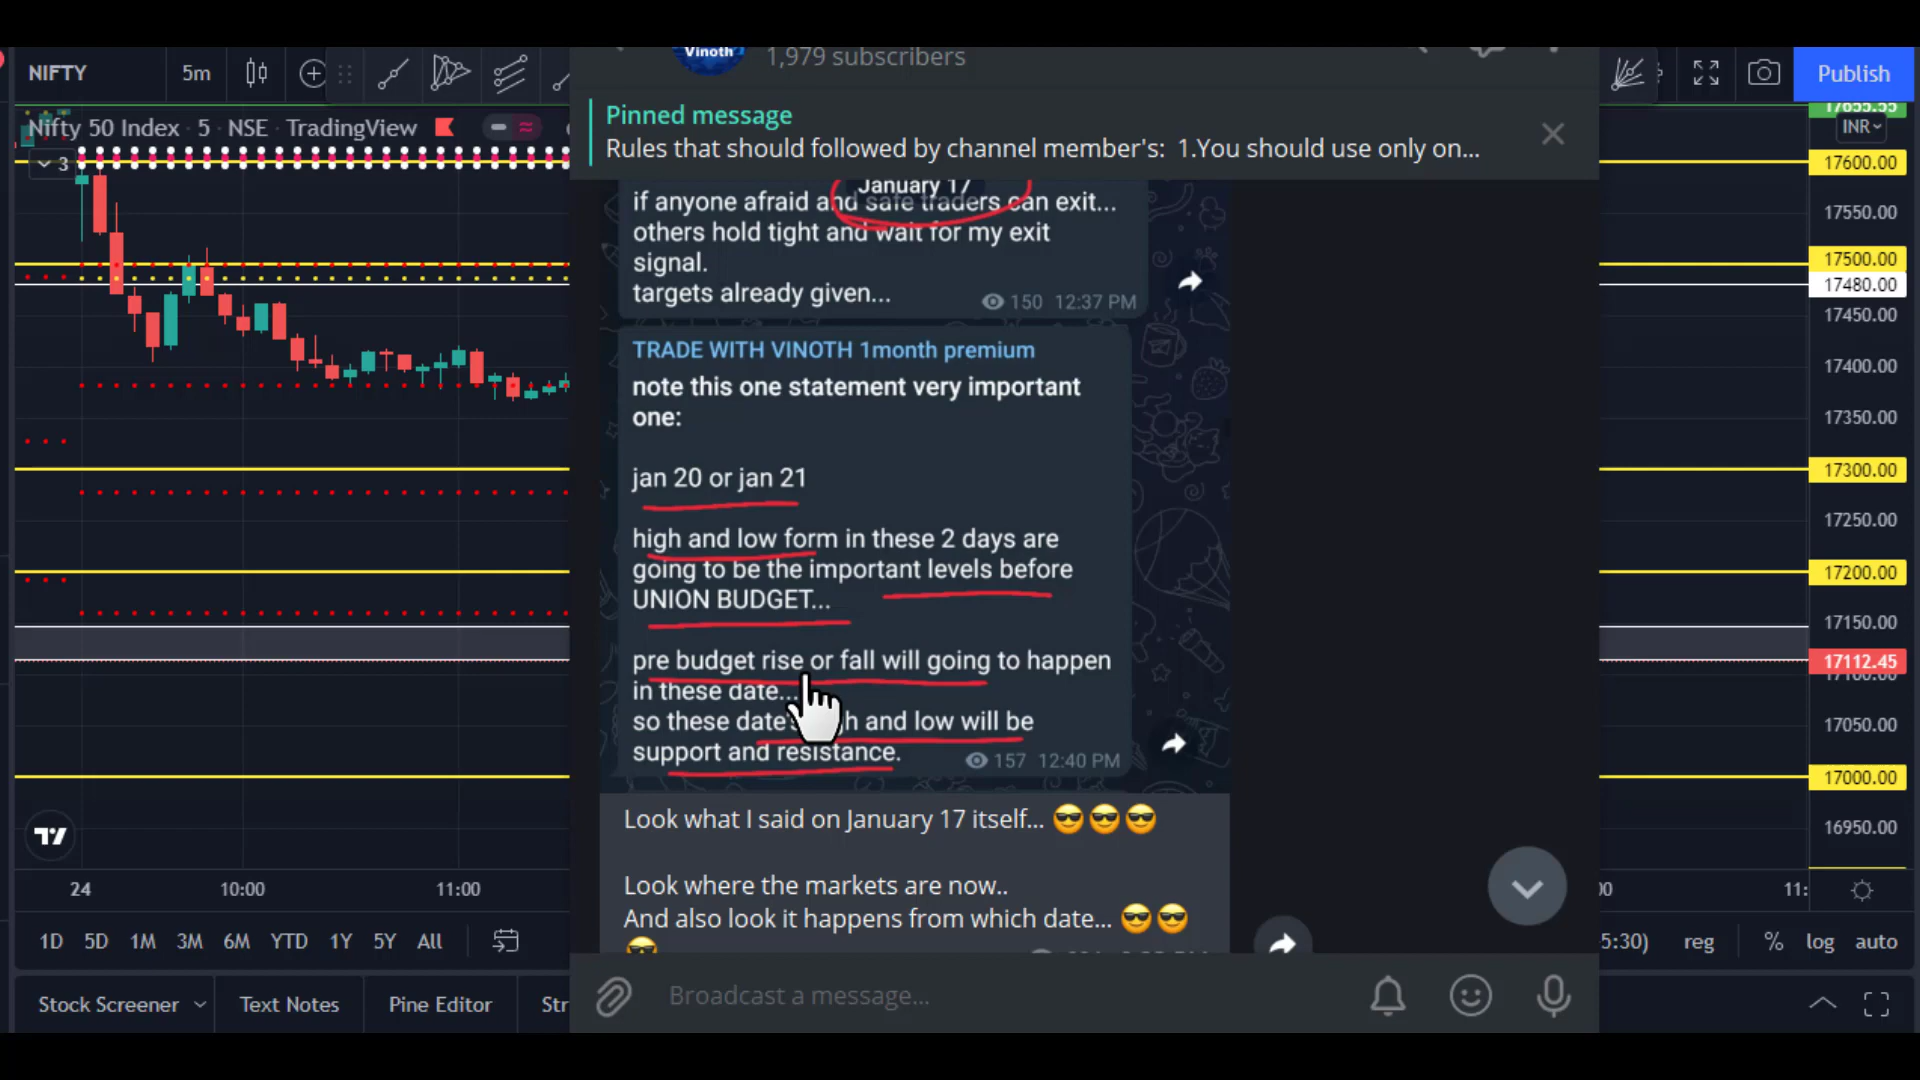 NIFTY
5m
Nifty 50 Index · 5 · NSE · TradingView
3
Vinoth
1,979 subscribers
Pinned message
Rules that should followed by channel member's: 1.You should use only on...
January 17
if anyone afraid and safe traders can exit...
others hold tight and wait for my exit
signal.
targets already given...
150 12:37 PM
TRADE WITH VINOTH 1month premium
note this one statement very important
one:
jan 20 or jan 21
high and low form in these 2 days are
going to be the important levels before
UNION BUDGET...
pre budget rise or fall will going to happen
in these date...
so these date's and low will be
support and resistance.
157 12:40 PM
Look what I said on January 17 itself... 😎😎😎
Look where the markets are now..
And also look it happens from which date... 😎😎
😎
Broadcast a message...
Publish
17655.55
INR
17600.00
17550.00
17500.00
17480.00
17450.00
17400.00
17350.00
17300.00
17250.00
17200.00
17150.00
17112.45
17100.00
17050.00
17000.00
16950.00
24
10:00
11:00
00
11:
1D
5D
1M
3M
6M
YTD
1Y
5Y
All
5:30)
reg
%
log
auto
Stock Screener
Text Notes
Pine Editor
Str